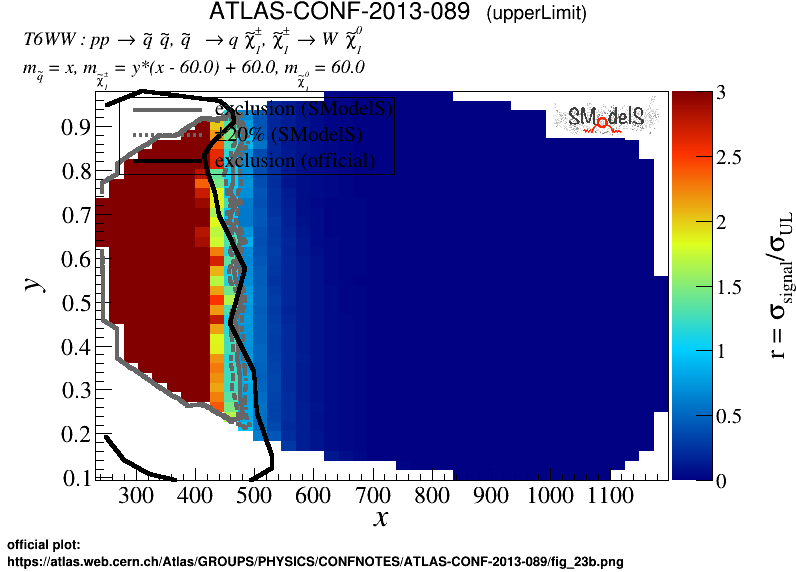 ATLAS-CONF-2013-089 (upperLimit)
T6WW : pp → q̃ q̃, q̃ → q χ̃₁±, χ̃₁± → W χ̃₁⁰
m_q̃ = x, m_χ̃₁± = y*(x - 60.0) + 60.0, m_χ̃₁⁰ = 60.0
exclusion (SModelS)
±20% (SModelS)
exclusion (official)
SModelS
0.9
0.8
0.7
0.6
0.5
0.4
0.3
0.2
0.1
y
300 400 500 600 700 800 900 1000 1100
x
3
2.5
2
1.5
1
0.5
0
r = σ_signal/σ_UL
official plot:
https://atlas.web.cern.ch/Atlas/GROUPS/PHYSICS/CONFNOTES/ATLAS-CONF-2013-089/fig_23b.png